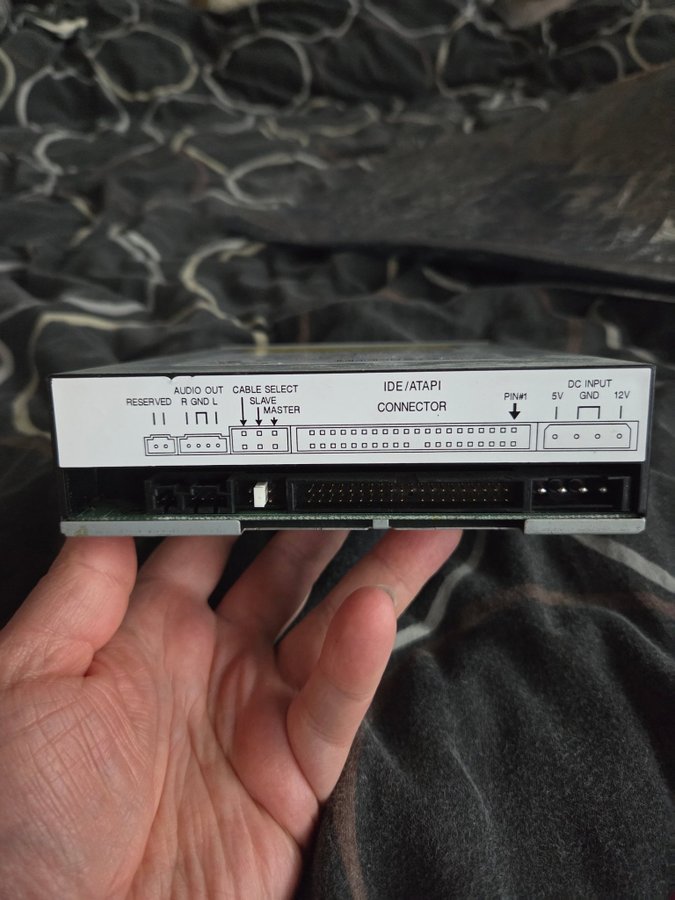 RESERVED
AUDIO OUT
R GND L
CABLE SELECT
SLAVE
MASTER
IDE/ATAPI
CONNECTOR
PIN#1
DC INPUT
5V GND 12V